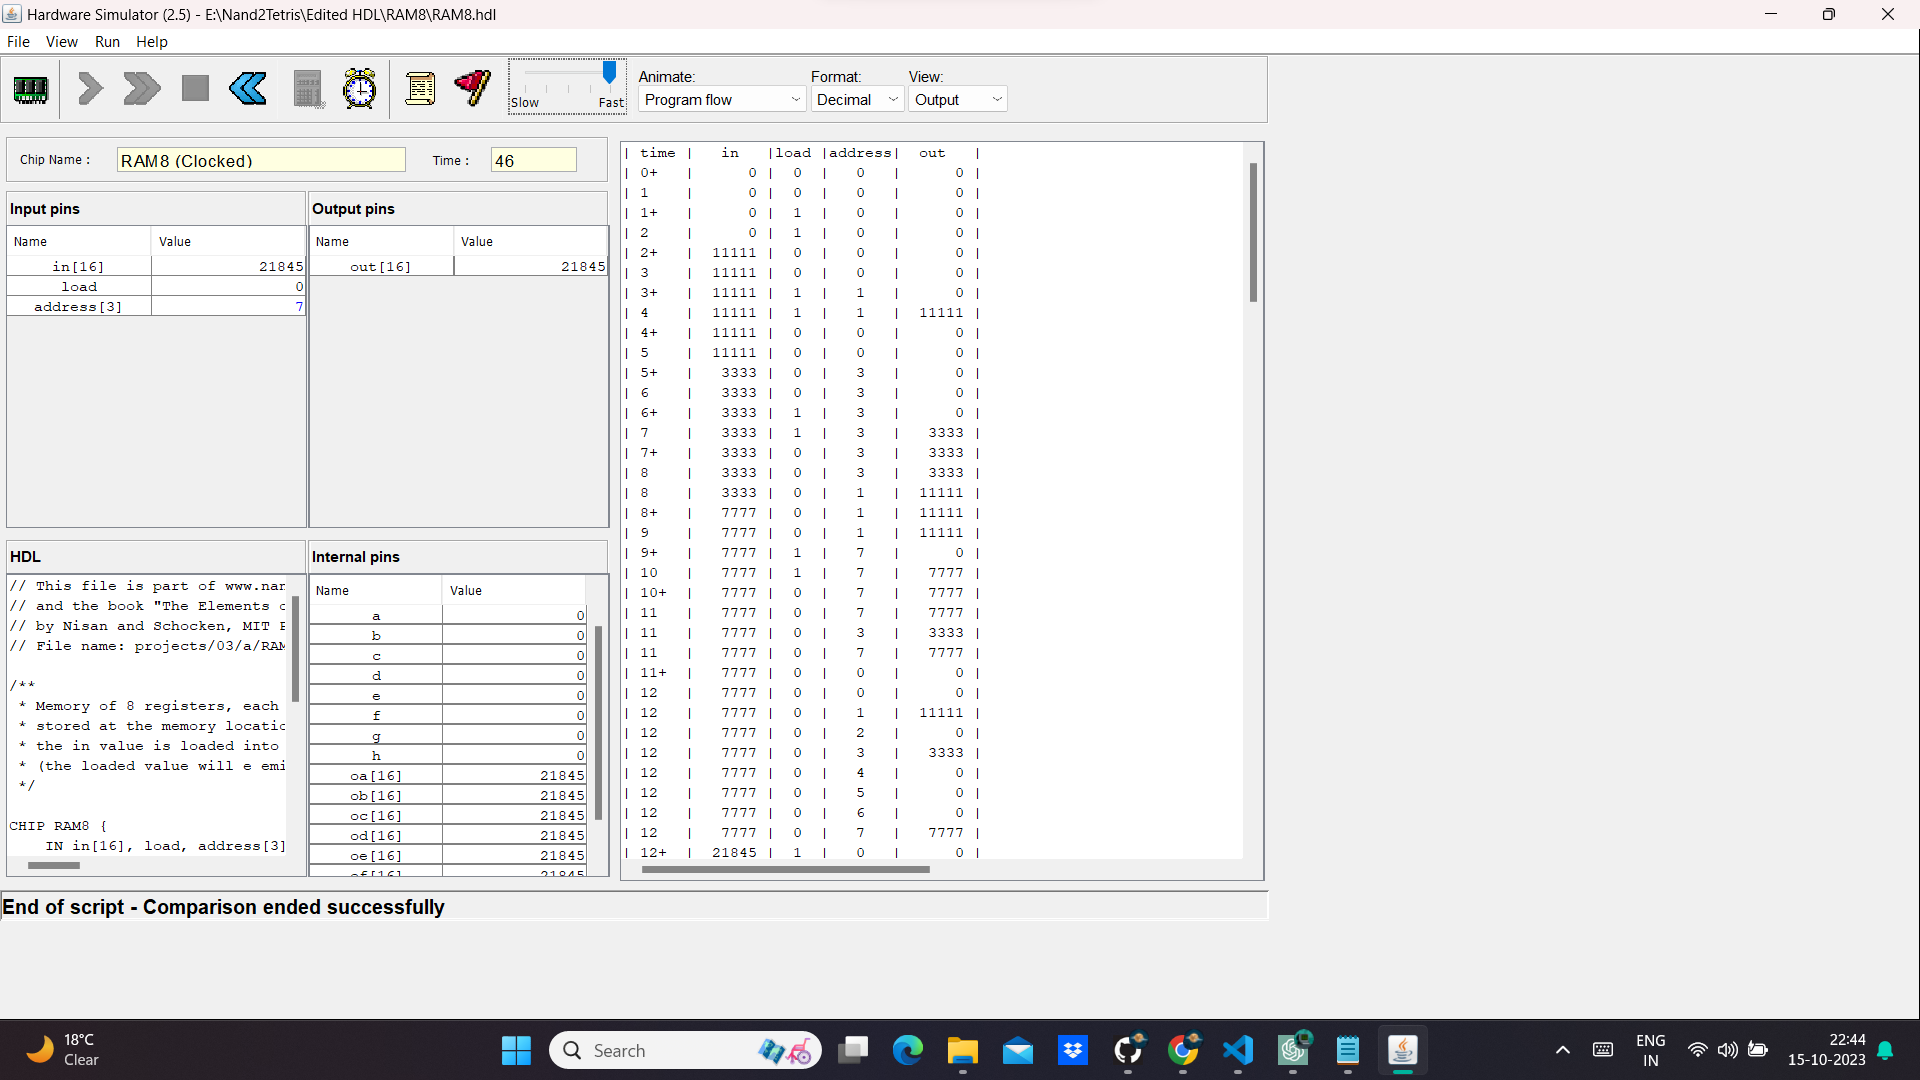 Hardware Simulator (2.5) - E:\Nand2Tetris\Edited HDL\RAM8\RAM8.hdl
File View Run Help
Slow Fast
Animate: Format: View:
Program flow Decimal Output
Chip Name : RAM8 (Clocked) Time : 46
Input pins
Name Value
in[16] 21845
load 0
address[3] 7
Output pins
Name Value
out[16] 21845
HDL
// This file is part of www.nan
// and the book "The Elements o
// by Nisan and Schocken, MIT P
// File name: projects/03/a/RAM
/**
* Memory of 8 registers, each
* stored at the memory locatio
* the in value is loaded into
* (the loaded value will e emi
*/
CHIP RAM8 {
IN in[16], load, address[3]
Internal pins
Name Value
a 0
b 0
c 0
d 0
e 0
f 0
g 0
h 0
oa[16] 21845
ob[16] 21845
oc[16] 21845
od[16] 21845
oe[16] 21845
of[16] 21845
| time | in |load |address| out |
| 0+ | 0 | 0 | 0 | 0 |
| 1 | 0 | 0 | 0 | 0 |
| 1+ | 0 | 1 | 0 | 0 |
| 2 | 0 | 1 | 0 | 0 |
| 2+ | 11111 | 0 | 0 | 0 |
| 3 | 11111 | 0 | 0 | 0 |
| 3+ | 11111 | 1 | 1 | 0 |
| 4 | 11111 | 1 | 1 | 11111 |
| 4+ | 11111 | 0 | 0 | 0 |
| 5 | 11111 | 0 | 0 | 0 |
| 5+ | 3333 | 0 | 3 | 0 |
| 6 | 3333 | 0 | 3 | 0 |
| 6+ | 3333 | 1 | 3 | 0 |
| 7 | 3333 | 1 | 3 | 3333 |
| 7+ | 3333 | 0 | 3 | 3333 |
| 8 | 3333 | 0 | 3 | 3333 |
| 8 | 3333 | 0 | 1 | 11111 |
| 8+ | 7777 | 0 | 1 | 11111 |
| 9 | 7777 | 0 | 1 | 11111 |
| 9+ | 7777 | 1 | 7 | 0 |
| 10 | 7777 | 1 | 7 | 7777 |
| 10+ | 7777 | 0 | 7 | 7777 |
| 11 | 7777 | 0 | 7 | 7777 |
| 11 | 7777 | 0 | 3 | 3333 |
| 11 | 7777 | 0 | 7 | 7777 |
| 11+ | 7777 | 0 | 0 | 0 |
| 12 | 7777 | 0 | 0 | 0 |
| 12 | 7777 | 0 | 1 | 11111 |
| 12 | 7777 | 0 | 2 | 0 |
| 12 | 7777 | 0 | 3 | 3333 |
| 12 | 7777 | 0 | 4 | 0 |
| 12 | 7777 | 0 | 5 | 0 |
| 12 | 7777 | 0 | 6 | 0 |
| 12 | 7777 | 0 | 7 | 7777 |
| 12+ | 21845 | 1 | 0 | 0 |
End of script - Comparison ended successfully
18°C
Clear
Search
ENG
IN
22:44
15-10-2023